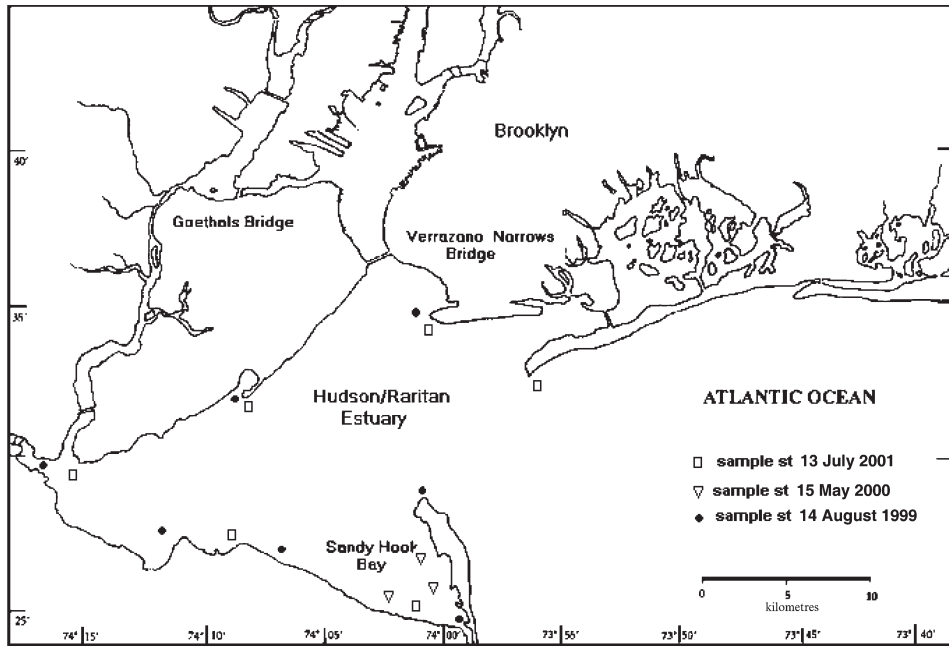 Brooklyn
40'
Goethals Bridge
Verrazano Narrows
Bridge
35'
Hudson/Raritan
Estuary
ATLANTIC OCEAN
sample st 13 July 2001
sample st 15 May 2000
sample st 14 August 1999
Sandy Hook
Bay
0 5 10
kilometres
25'
74° 15' 74° 10' 74° 05' 74° 00' 73° 55' 73° 50' 73° 45' 73° 40'